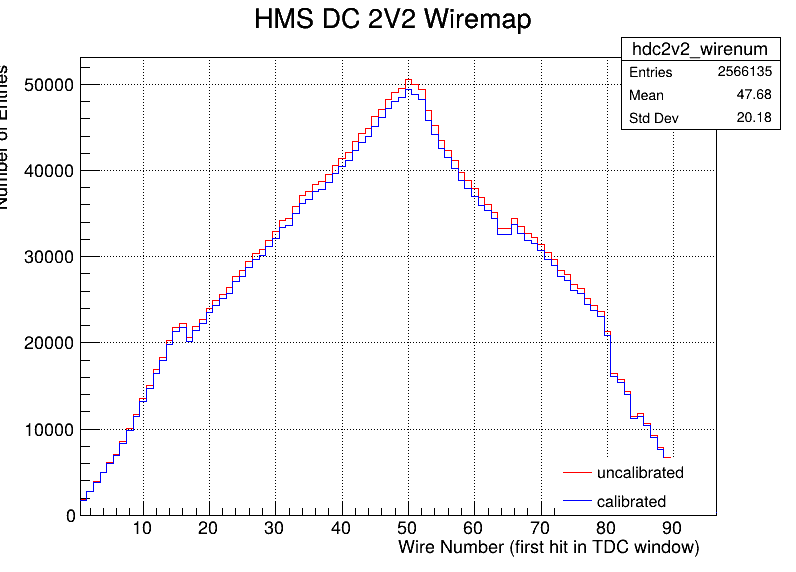 HMS DC 2V2 Wiremap
hdc2v2_wirenum
Entries 2566135
Mean 47.68
Std Dev 20.18
Number of Entries
50000
40000
30000
20000
10000
0
uncalibrated
calibrated
10 20 30 40 50 60 70 80 90
Wire Number (first hit in TDC window)